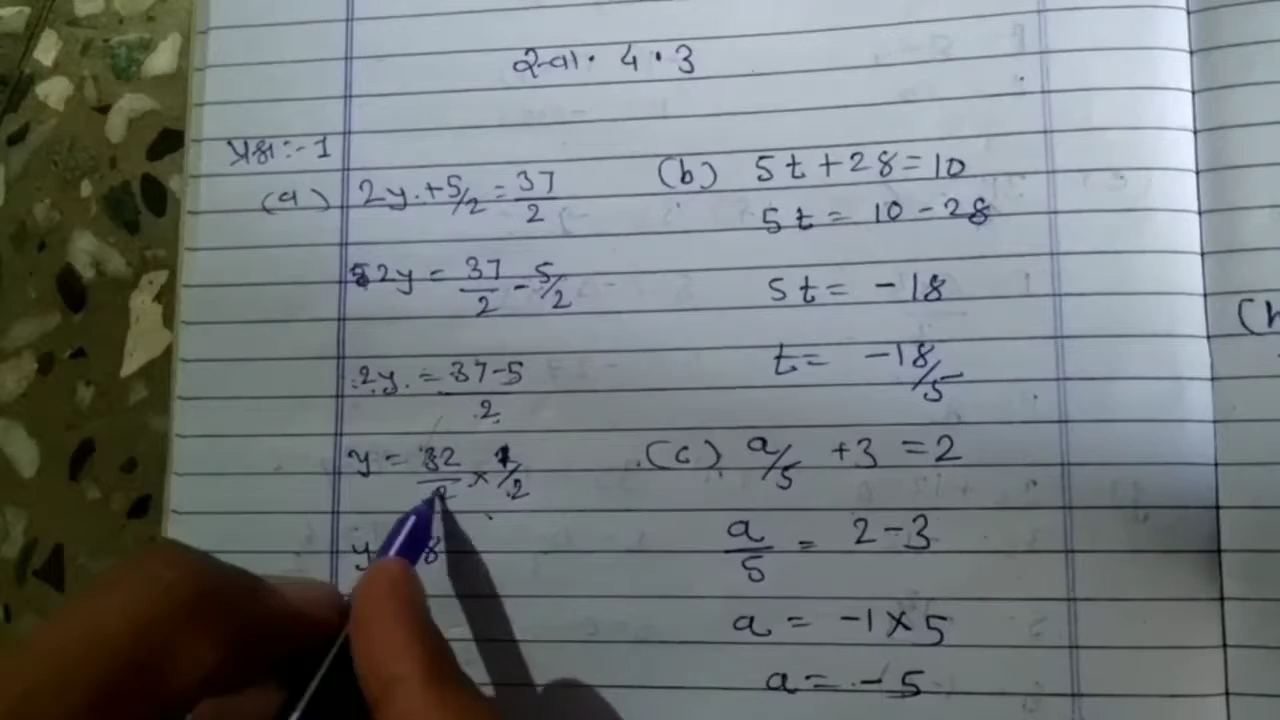 प्रश्न:-1
(a) 2y + 5/2 = 37/2
2y = 37/2 - 5/2
2y = 37-5/2
y = 32/2 × 1/2
y 8
(b) 5t + 28 = 10
5t = 10 - 28
5t = -18
t = -18/5
(c) a/5 + 3 = 2
a/5 = 2 - 3
a = -1 × 5
a = -5